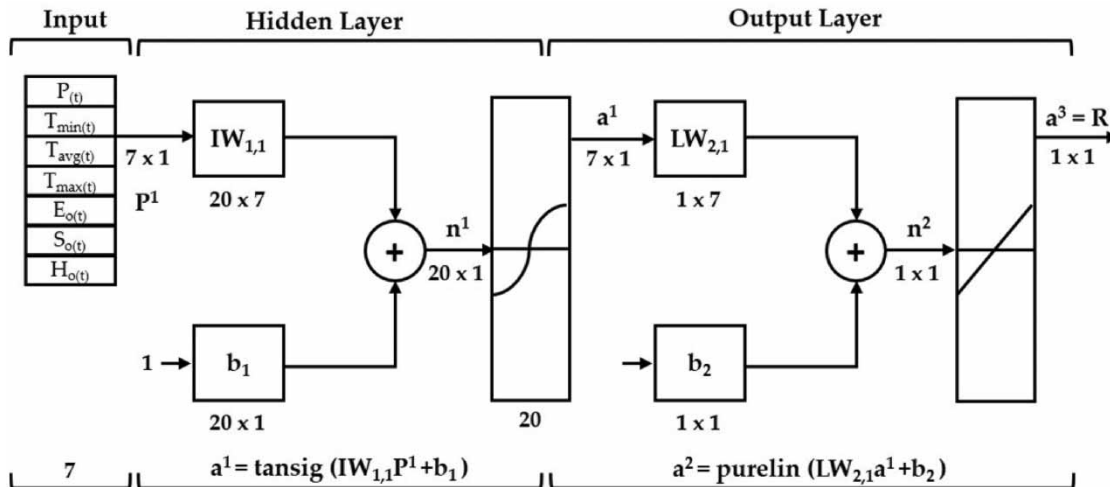 Input
Hidden Layer
Output Layer
P(t)
Tmin(t)
Tavg(t)
Tmax(t)
Eo(t)
So(t)
Ho(t)
7 x 1
P¹
IW1,1
20 x 7
1
b1
20 x 1
+
n¹
20 x 1
20
a¹
7 x 1
LW2,1
1 x 7
b2
1 x 1
+
n²
1 x 1
a³ = R
1 x 1
7
a¹ = tansig (IW1,1P¹+b1)
a² = purelin (LW2,1a¹+b2)